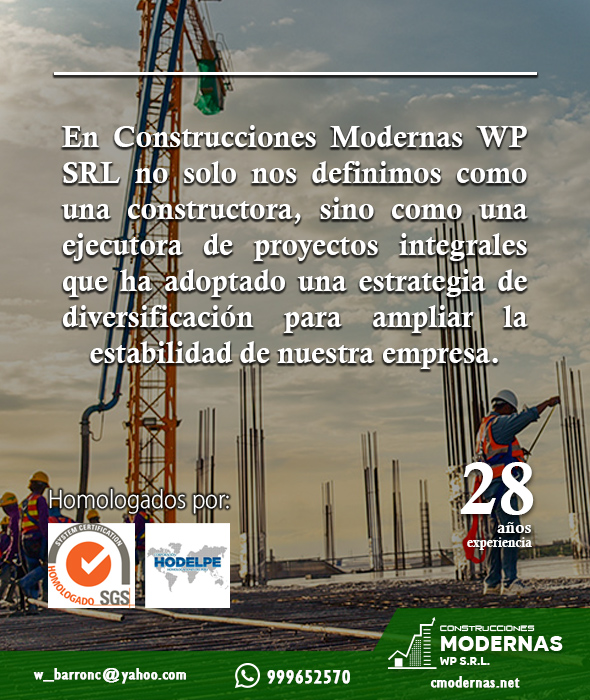 En Construcciones Modernas WP
SRL no solo nos definimos como
una constructora, sino como una
ejecutora de proyectos integrales
que ha adoptado una estrategia de
diversificación para ampliar la
estabilidad de nuestra empresa.
28
años
experiencia
Homologados por:
SYSTEM CERTIFICATION
HOMOLOGADO SGS
HODELPE
CONSTRUCCIONES
MODERNAS
WP S.R.L.
w_barronc@yahoo.com
999652570
cmodernas.net